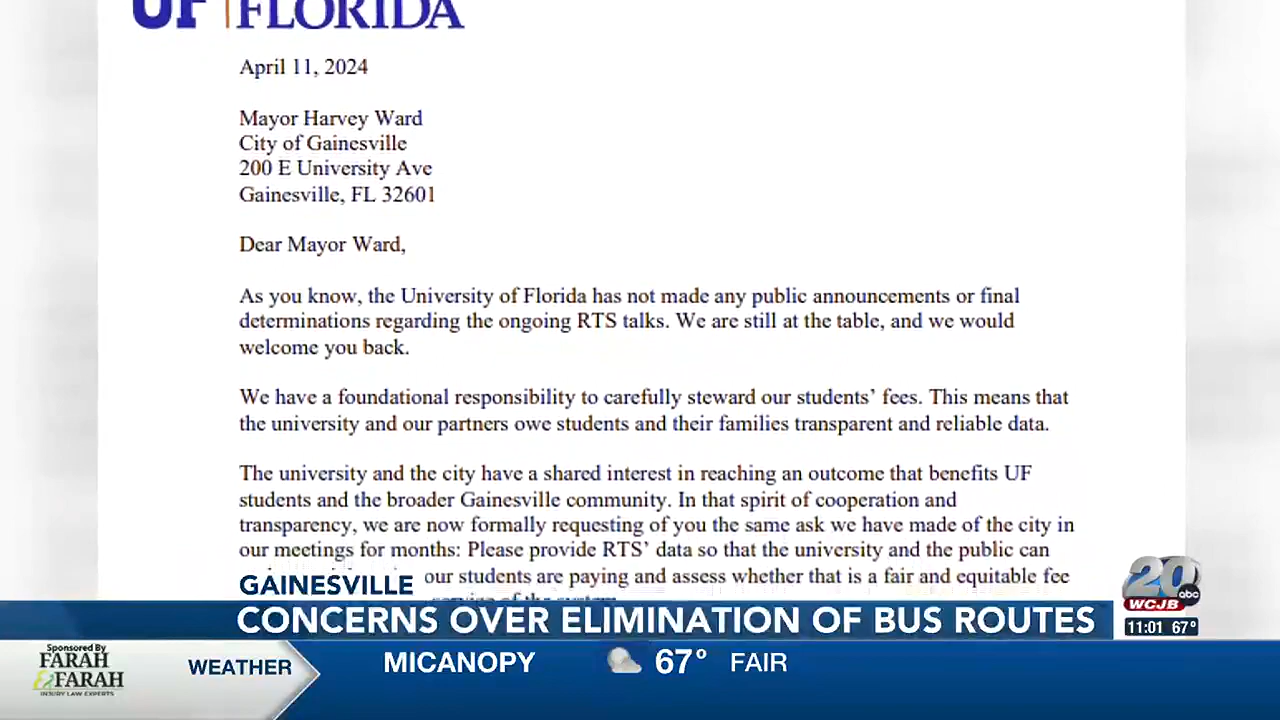 UF | FLORIDA
April 11, 2024
Mayor Harvey Ward
City of Gainesville
200 E University Ave
Gainesville, FL 32601
Dear Mayor Ward,
As you know, the University of Florida has not made any public announcements or final
determinations regarding the ongoing RTS talks. We are still at the table, and we would
welcome you back.
We have a foundational responsibility to carefully steward our students' fees. This means that
the university and our partners owe students and their families transparent and reliable data.
The university and the city have a shared interest in reaching an outcome that benefits UF
students and the broader Gainesville community. In that spirit of cooperation and
transparency, we are now formally requesting of you the same ask we have made of the city in
our meetings for months: Please provide RTS' data so that the university and the public can
our students are paying and assess whether that is a fair and equitable fee
GAINESVILLE
CONCERNS OVER ELIMINATION OF BUS ROUTES
20
abc
WCJB
11:01 67°
Sponsored By
FARAH
& FARAH
INJURY LAW EXPERTS
WEATHER
MICANOPY
67° FAIR